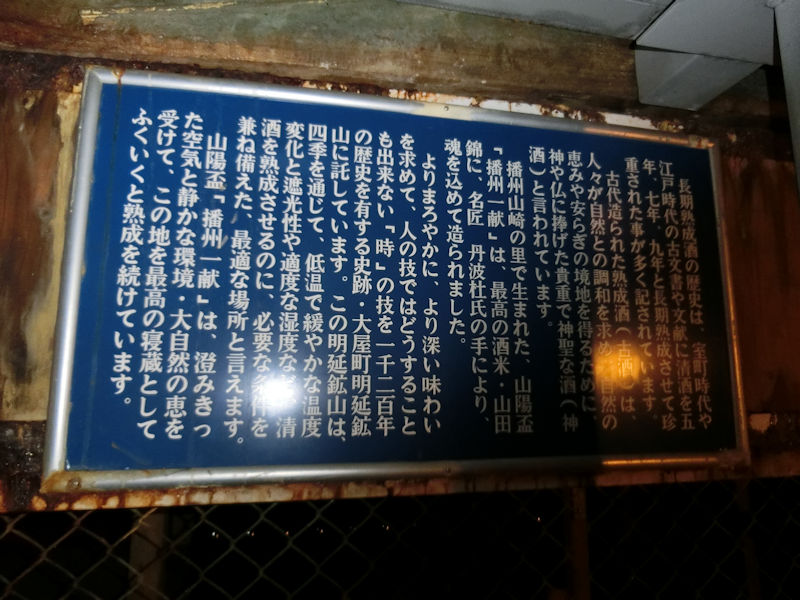 長期熟成酒の歴史は、室町時代や
江戸時代の古文書や文献に清酒を五
年、七年、九年と長期熟成させて珍
重された事が多く記されています。
古代造られた熟成酒(古酒)は、
人々が自然との調和を求め、自然の
恵みや安らぎの境地を得るために、
神や仏に捧げた貴重で神聖な酒(神
酒)と言われています。
播州山崎の里で生まれた、山陽盃
「播州一献」は、最高の酒米・山田
錦に、名匠 丹波杜氏の手により、
魂を込めて造られました。
よりまろやかに、より深い味わい
を求めて、人の技ではどうすること
も出来ない「時」の技を一千二百年
の歴史を有する史跡・大屋町明延鉱
山に託しています。この明延鉱山は、
四季を通じて、低温で緩やかな温度
変化と遮光性や適度な湿度など、清
酒を熟成させるのに、必要な条件を
兼ね備えた、最適な場所と言えます。
山陽盃「播州一献」は、澄みきっ
た空気と静かな環境・大自然の恵を
受けて、この地を最高の寝蔵として
ふくいくと熟成を続けています。